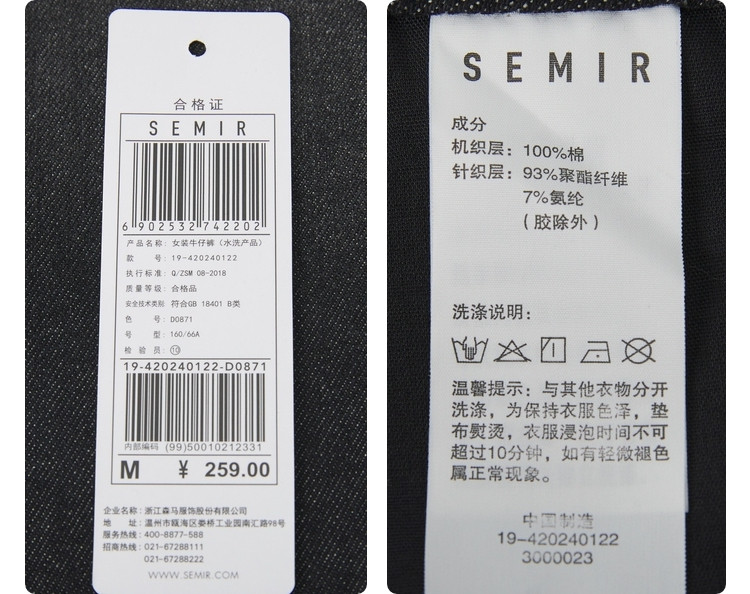 合格证
SEMIR
6 902532 742202
产品名称: 女装牛仔裤（水洗产品）
款 号: 19-420240122
执行标准: Q/ZSM 08-2018
质量等级: 合格品
安全技术类别 符合GB 18401 B类
色 号: D0871
号 型: 160/66A
检 验 员: ⑩
19-420240122-D0871
内部编码 (99)50010212331
M ¥ 259.00
企业名称: 浙江森马服饰股份有限公司
地 址: 温州市瓯海区娄桥工业园南汇路98号
服务热线: 400-8877-588
招商热线: 021-67288111
021-67288222
WWW.SEMIR.COM
SEMIR
成分
机织层: 100%棉
针织层: 93%聚酯纤维
7%氨纶
（胶除外）
洗涤说明:
温馨提示: 与其他衣物分开
洗涤，为保持衣服色泽，垫
布熨烫，衣服浸泡时间不可
超过10分钟，如有轻微褪色
属正常现象。
中国制造
19-420240122
3000023